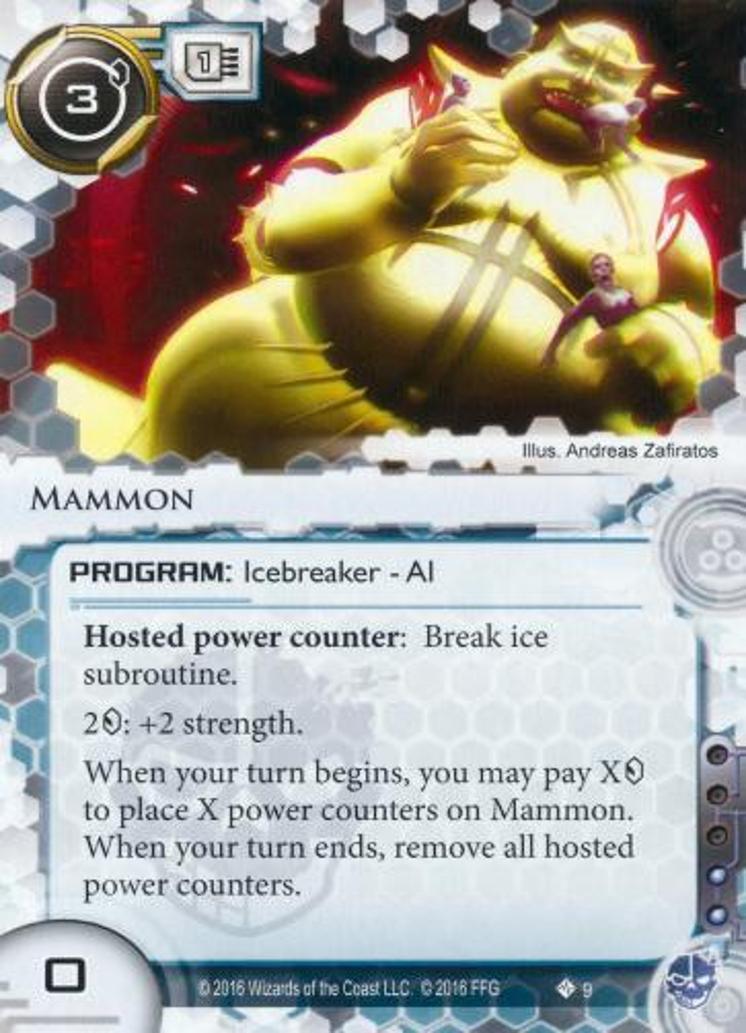 3
1
Illus. Andreas Zafiratos
MAMMON
PROGRAM: Icebreaker - AI
Hosted power counter: Break ice
subroutine.
2: +2 strength.
When your turn begins, you may pay X
to place X power counters on Mammon.
When your turn ends, remove all hosted
power counters.
0
© 2016 Wizards of the Coast LLC. © 2016 FFG
9